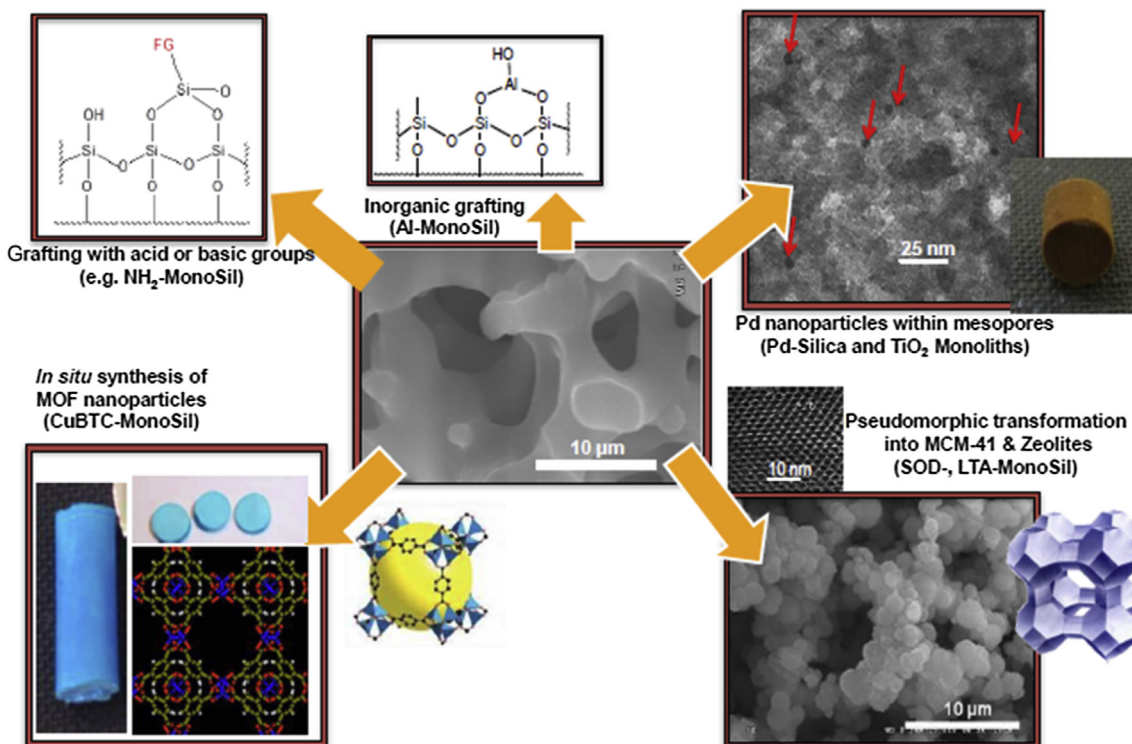 FG
Si
O
O
O
OH
Si
O
Si
O
Si
O
O
O
Grafting with acid or basic groups
(e.g. NH₂-MonoSil)
HO
Al
O
O
Si
O
Si
O
Si
O
O
O
Inorganic grafting
(Al-MonoSil)
25 nm
Pd nanoparticles within mesopores
(Pd-Silica and TiO₂ Monoliths)
10 µm
In situ synthesis of
MOF nanoparticles
(CuBTC-MonoSil)
10 nm
Pseudomorphic transformation
into MCM-41 & Zeolites
(SOD-, LTA-MonoSil)
10 µm